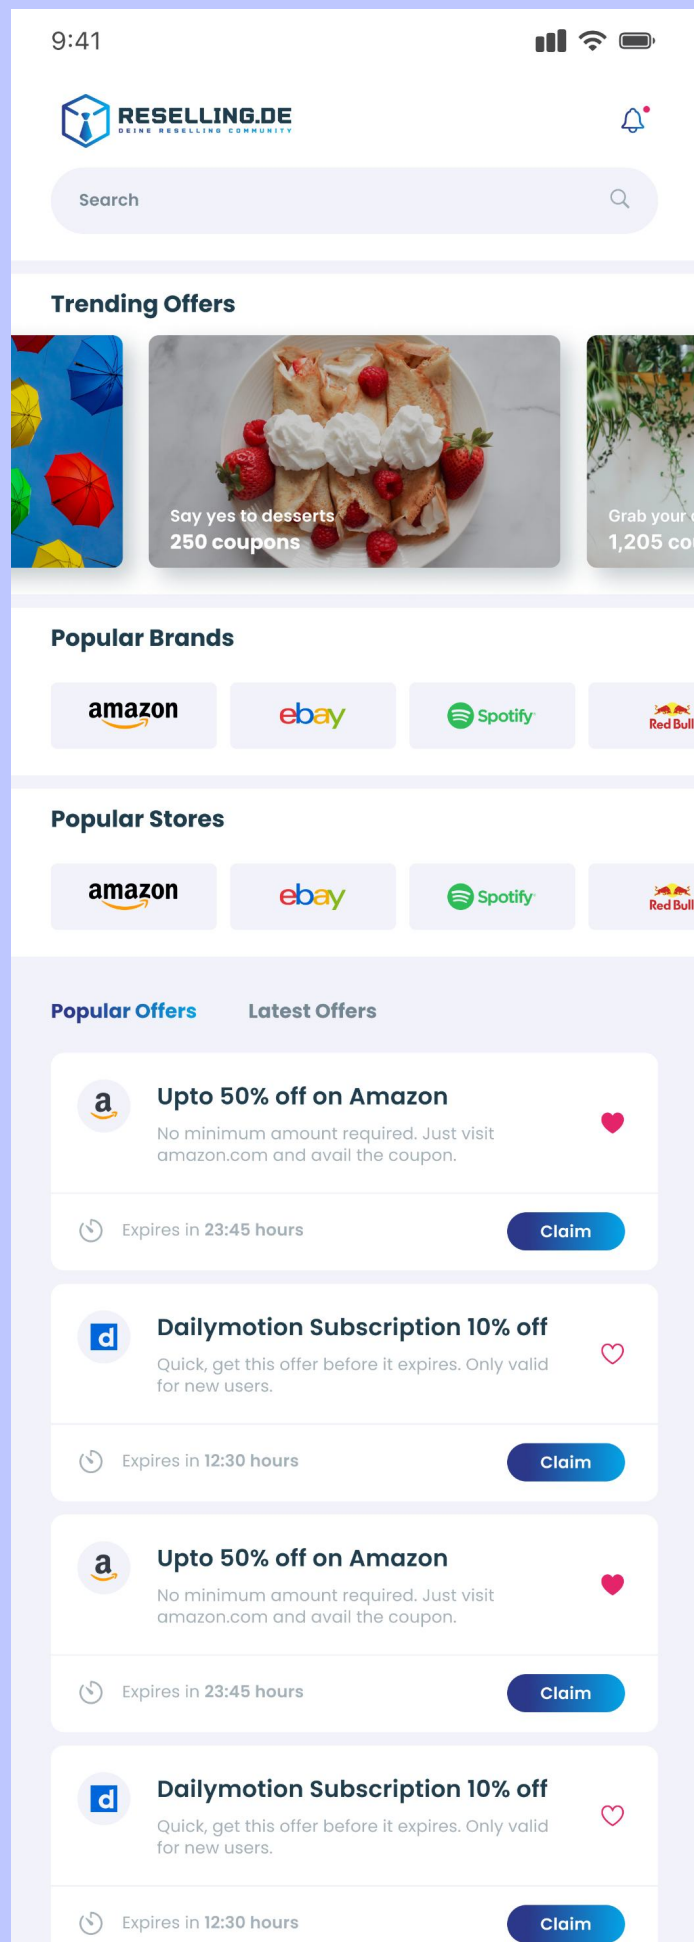 9:41
RESELLING.DE
DEINE RESELLING COMMUNITY
Search
Trending Offers
Say yes to desserts
250 coupons
Grab your
1,205
Popular Brands
amazon
ebay
Spotify
Red Bull
Popular Stores
amazon
ebay
Spotify
Red Bull
Popular Offers Latest Offers
a
Upto 50% off on Amazon
No minimum amount required. Just visit
amazon.com and avail the coupon.
Expires in 23:45 hours
Claim
d
Dailymotion Subscription 10% off
Quick, get this offer before it expires. Only valid
for new users.
Expires in 12:30 hours
Claim
a
Upto 50% off on Amazon
No minimum amount required. Just visit
amazon.com and avail the coupon.
Expires in 23:45 hours
Claim
d
Dailymotion Subscription 10% off
Quick, get this offer before it expires. Only valid
for new users.
Expires in 12:30 hours
Claim